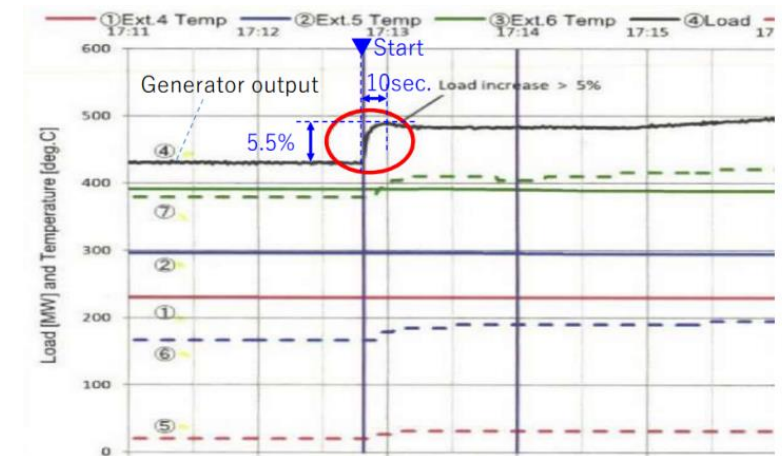 ①Ext.4 Temp ②Ext.5 Temp ③Ext.6 Temp ④Load
17:11 17:12 17:13 17:14 17:15 17
600
Start
Generator output
10sec.
Load increase > 5%
500
5.5%
④
400
⑦
300
②
①
200
⑥
100
⑤
0
Load [MW] and Temperature [deg.C]